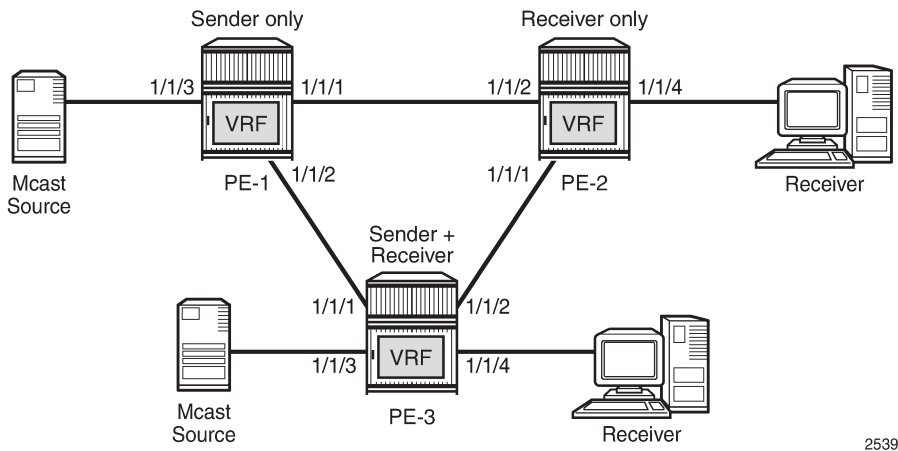 Sender only
Receiver only
1/1/3
1/1/1
1/1/2
1/1/4
VRF
VRF
Mcast
Source
PE-1
1/1/2
1/1/1
PE-2
Receiver
Sender +
Receiver
1/1/1
1/1/2
VRF
1/1/3
1/1/4
Mcast
Source
PE-3
Receiver
2539